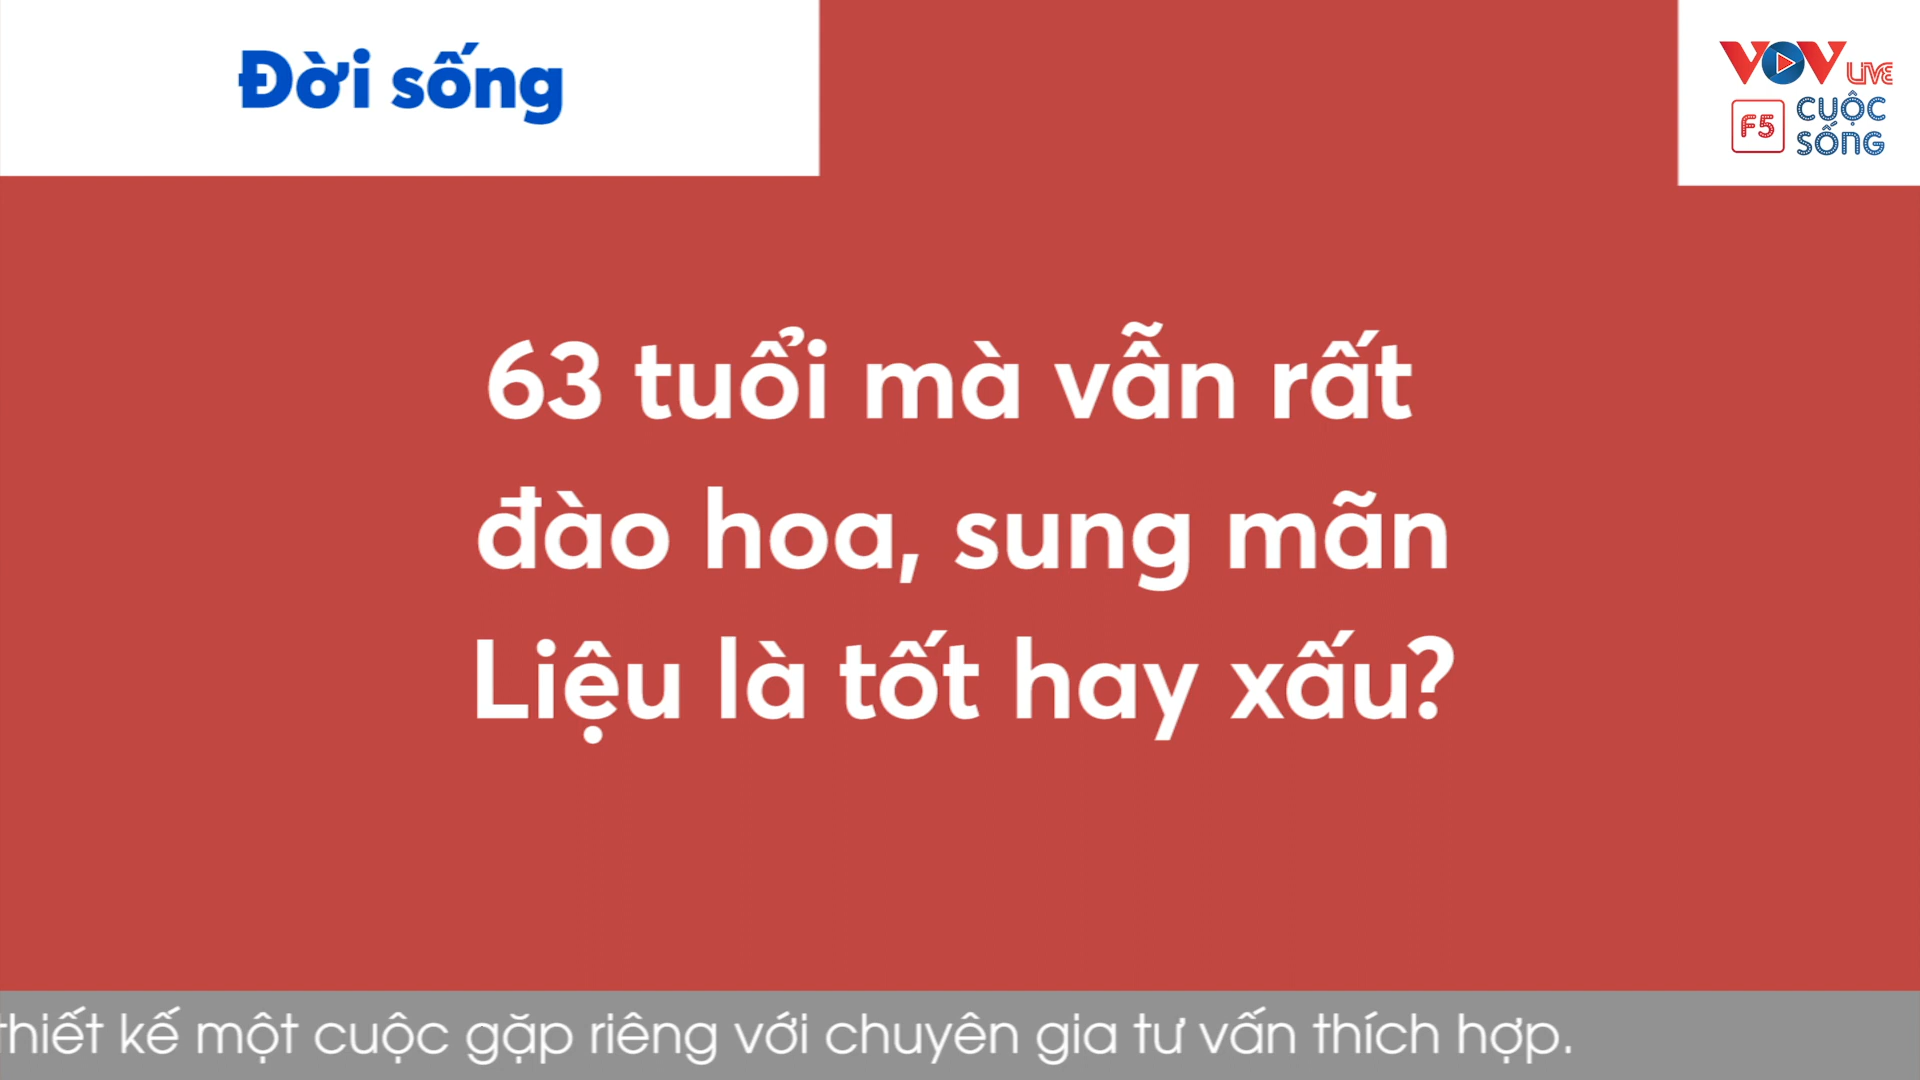 Đời sống
VOV LIVE
F5 CUỘC
SỐNG
63 tuổi mà vẫn rất
đào hoa, sung mãn
Liệu là tốt hay xấu?
thiết kế một cuộc gặp riêng với chuyên gia tư vấn thích hợp.